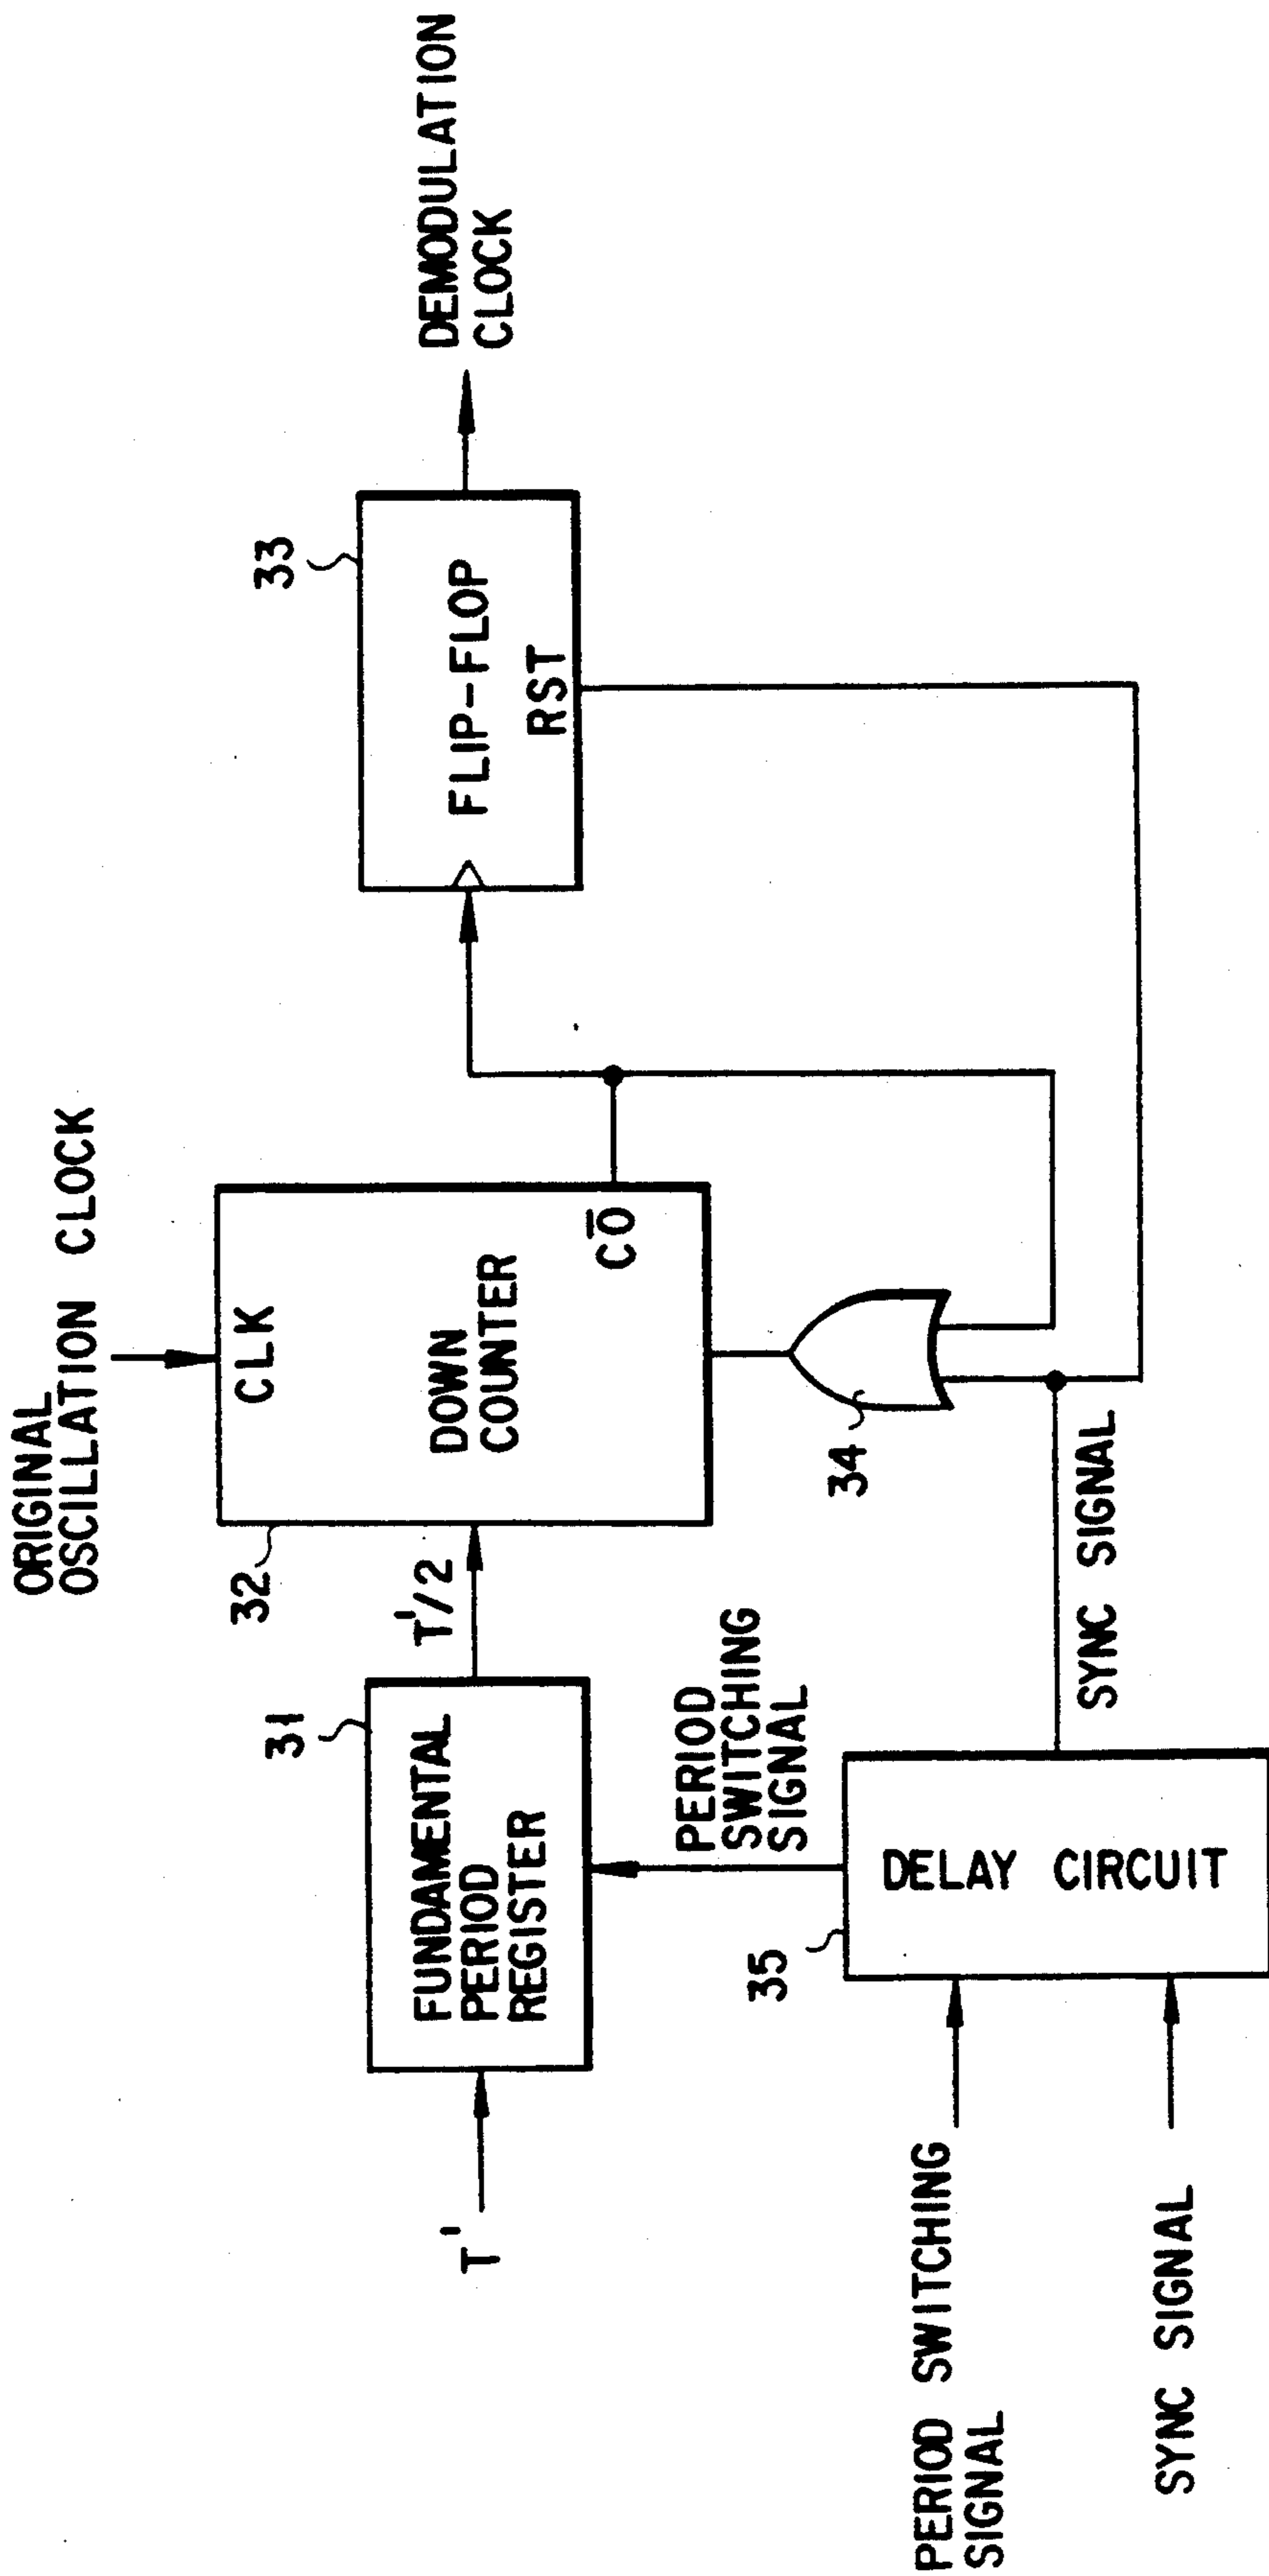 ORIGINAL
OSCILLATION CLOCK
32
CLK
DOWN
COUNTER
C̅O̅
T'
31
FUNDAMENTAL
PERIOD
REGISTER
T'/2
33
FLIP-FLOP
RST
DEMODULATION
CLOCK
PERIOD
SWITCHING
SIGNAL
34
PERIOD SWITCHING
SIGNAL
SYNC SIGNAL
35
DELAY CIRCUIT
SYNC SIGNAL